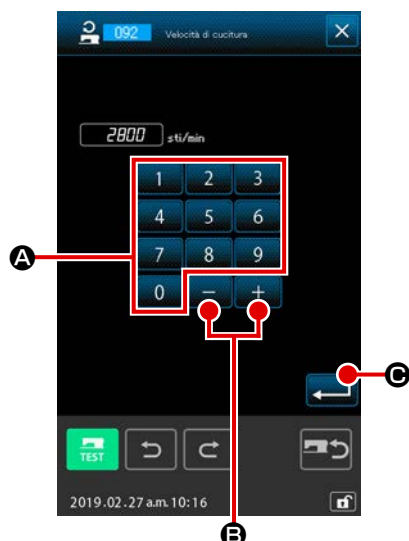 092 Velocità di cucitura
2800 sti/min
1 2 3
4 5 6
A 7 8 9
0 − +
C
TEST
2019.02.27 a.m. 10:16
B